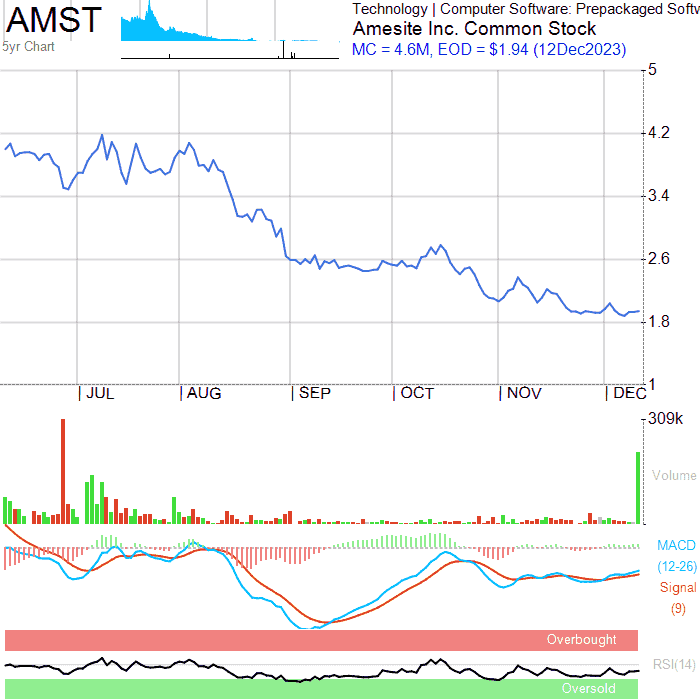 AMST
5yr Chart
Technology | Computer Software: Prepackaged Softw
Amesite Inc. Common Stock
MC = 4.6M, EOD = $1.94 (12Dec2023)
5
4.2
3.4
2.6
1.8
1
| JUL | AUG | SEP | OCT | NOV | DEC
309k
Volume
MACD
(12-26)
Signal
(9)
Overbought
RSI(14)
Oversold